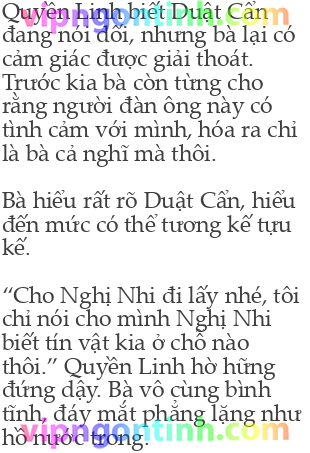 Quyền Linh biết Duật Cẩn
đang nói dối, nhưng bà lại có
cảm giác được giải thoát.
Trước kia bà còn từng cho
rằng người đàn ông này có
tình cảm với mình, hóa ra chỉ
là bà cả nghĩ mà thôi.

Bà hiểu rất rõ Duật Cẩn, hiểu
đến mức có thể tương kế tựu
kế.

“Cho Nghị Nhi đi lấy nhé, tôi
chỉ nói cho mình Nghị Nhi
biết tín vật kia ở chỗ nào
thôi.” Quyền Linh hờ hững
đứng dậy. Bà vô cùng bình
tĩnh, đáy mắt phẳng lặng như
hồ nước trong.
vipngontinh.com
vipngontinh.com